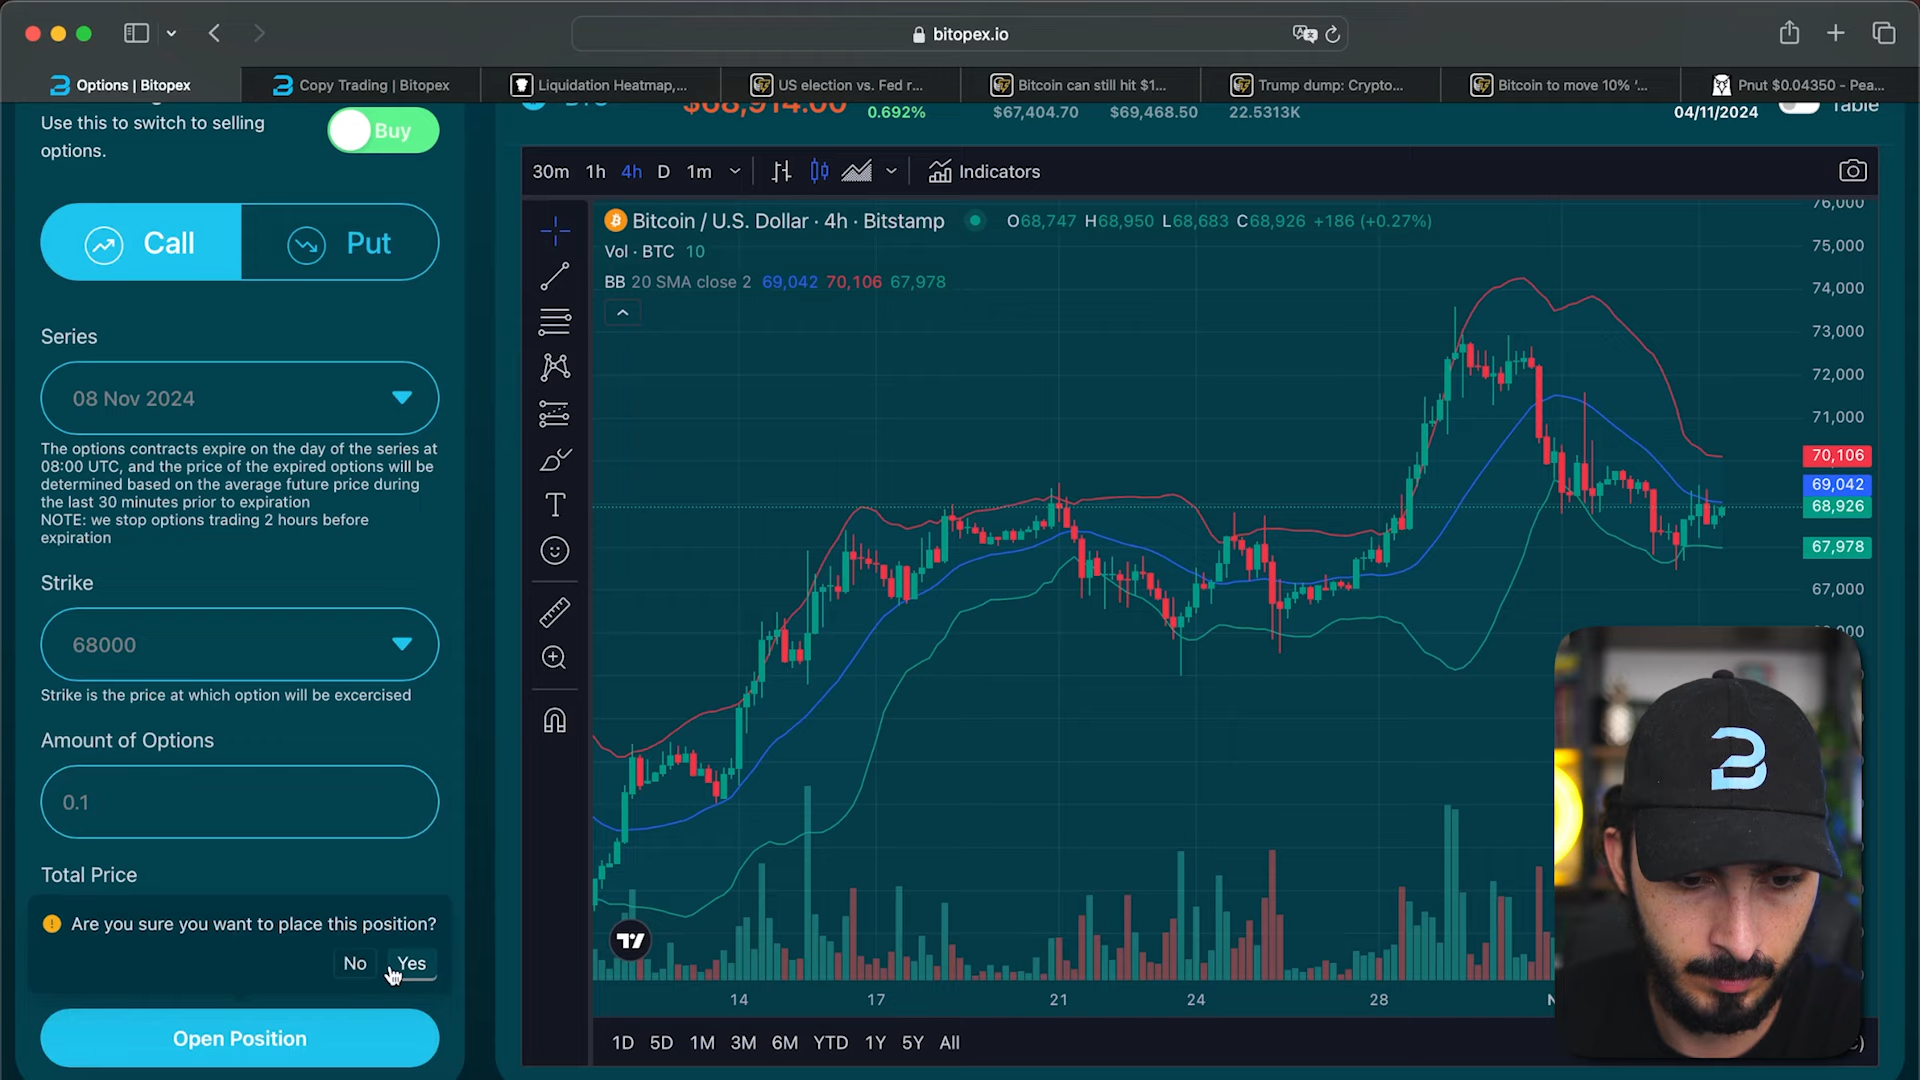 bitopex.io
Options | Bitopex
Copy Trading | Bitopex
Liquidation Heatmap,...
US election vs. Fed r...
Bitcoin can still hit $1...
Trump dump: Crypto...
Bitcoin to move 10% ‘...
Pnut $0.04350 - Pea...
Use this to switch to selling
options.
Buy
Call
Put
Series
08 Nov 2024
The options contracts expire on the day of the series at
08:00 UTC, and the price of the expired options will be
determined based on the average future price during
the last 30 minutes prior to expiration
NOTE: we stop options trading 2 hours before
expiration
Strike
68000
Strike is the price at which option will be excercised
Amount of Options
0.1
Total Price
Are you sure you want to place this position?
No
Yes
Open Position
BTC
$68,914.00
0.692%
$67,404.70
$69,468.50
22.5313K
04/11/2024
Table
30m 1h 4h D 1m
Indicators
Bitcoin / U.S. Dollar · 4h · Bitstamp
O68,747 H68,950 L68,683 C68,926 +186 (+0.27%)
Vol · BTC 10
BB 20 SMA close 2 69,042 70,106 67,978
76,000
75,000
74,000
73,000
72,000
71,000
70,106
69,042
68,926
67,978
67,000
14 17 21 24 28
1D 5D 1M 3M 6M YTD 1Y 5Y All